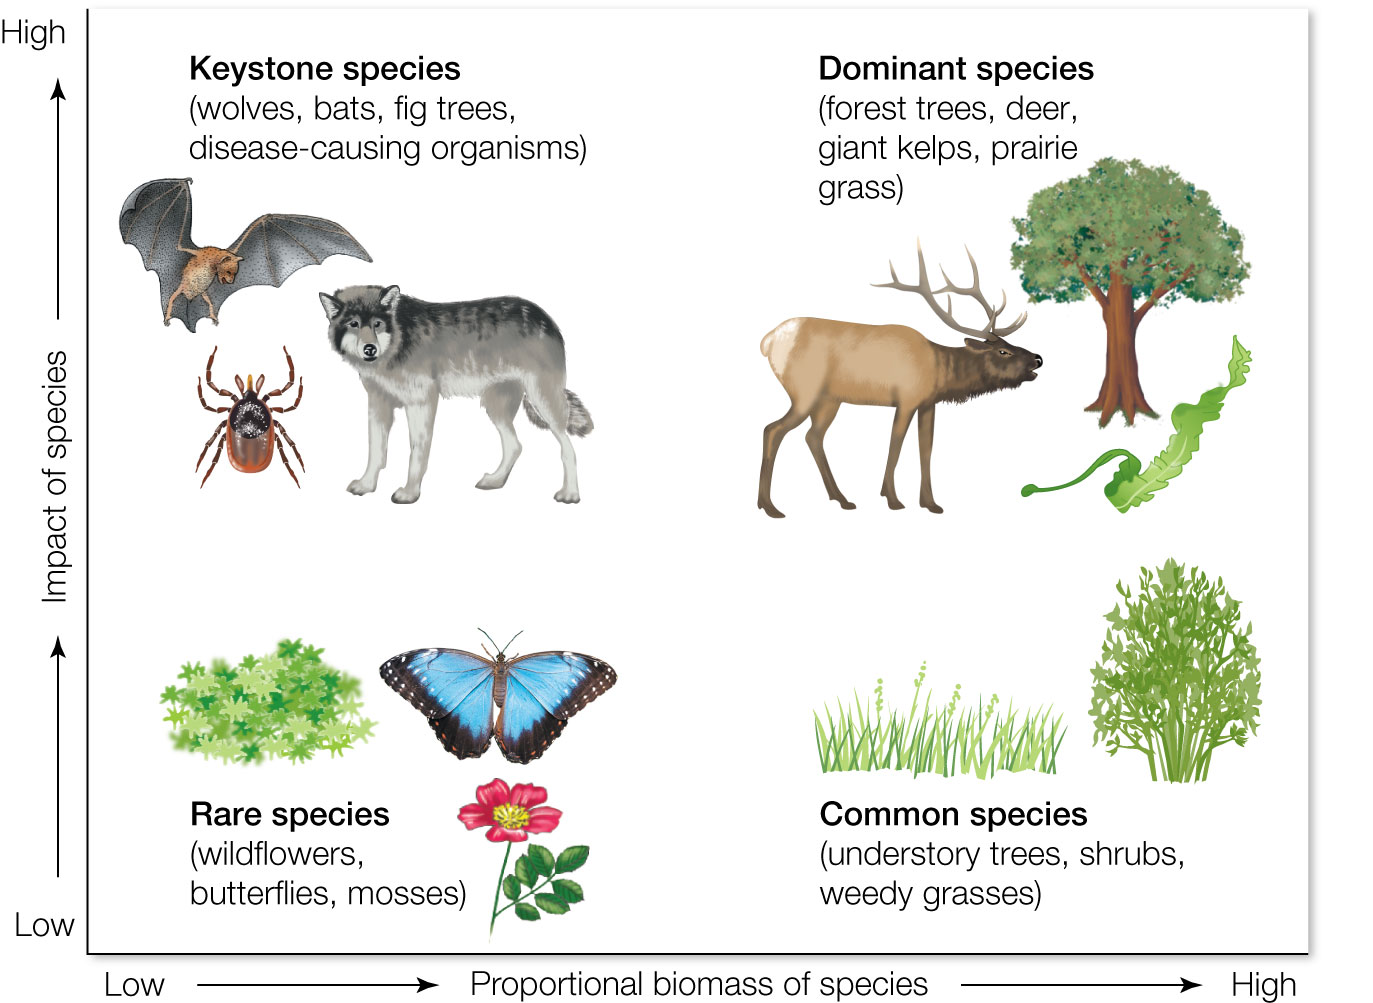 High
Keystone species
(wolves, bats, fig trees,
disease-causing organisms)
Dominant species
(forest trees, deer,
giant kelps, prairie
grass)
Impact of species
Rare species
(wildflowers,
butterflies, mosses)
Common species
(understory trees, shrubs,
weedy grasses)
Low
Low
Proportional biomass of species
High